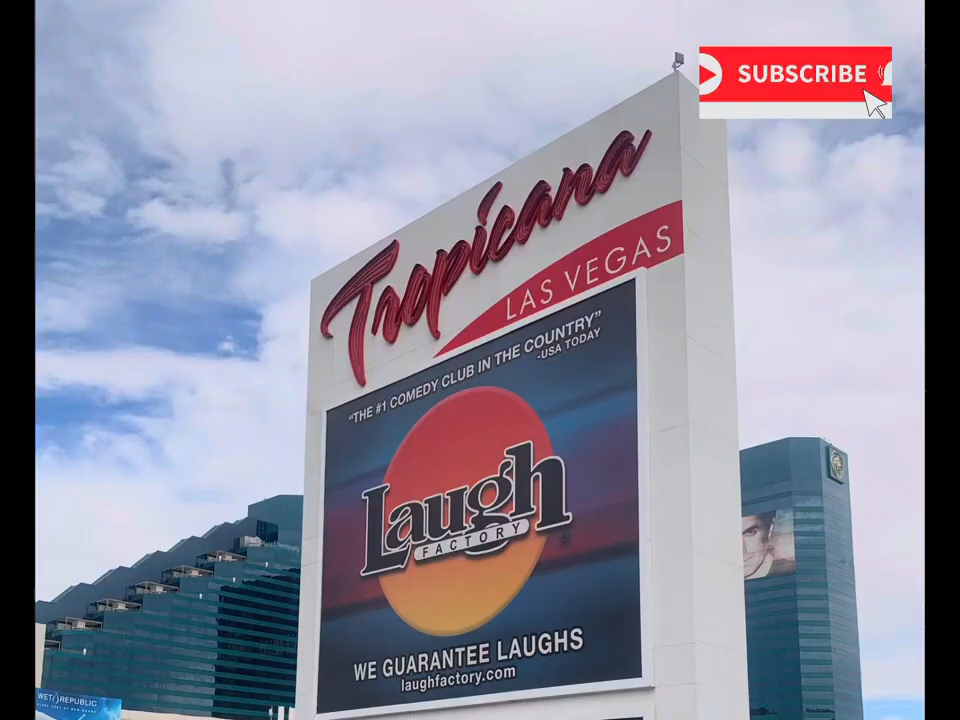 SUBSCRIBE
Tropicana
LAS VEGAS
"THE #1 COMEDY CLUB IN THE COUNTRY"
-USA TODAY
Laugh
FACTORY
®
WE GUARANTEE LAUGHS
laughfactory.com
WET REPUBLIC